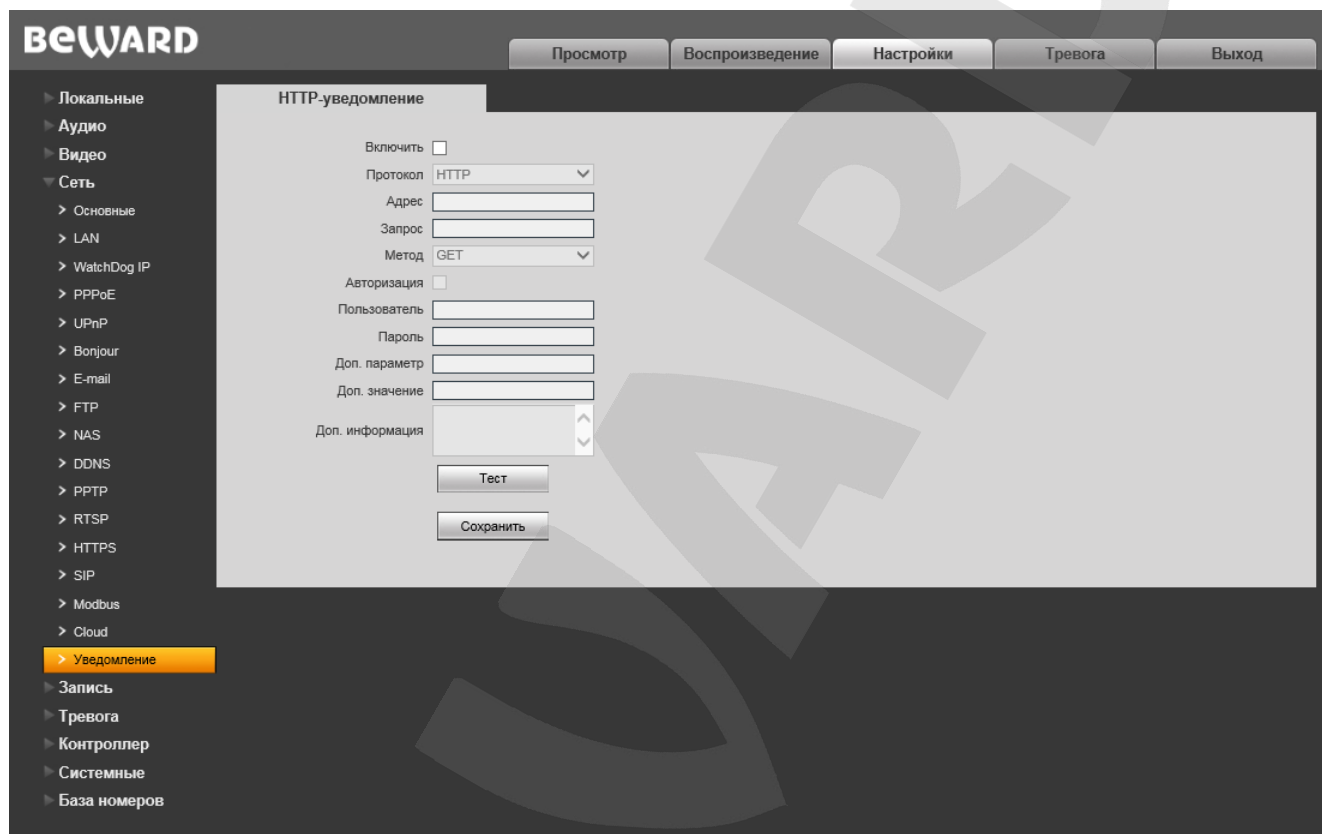 BEWARD
Просмотр Воспроизведение Настройки Тревога Выход
Локальные
Аудио
Видео
Сеть
Основные
LAN
WatchDog IP
PPPoE
UPnP
Bonjour
E-mail
FTP
NAS
DDNS
PPTP
RTSP
HTTPS
SIP
Modbus
Cloud
Уведомление
Запись
Тревога
Контроллер
Системные
База номеров
HTTP-уведомление
Включить
Протокол HTTP
Адрес
Запрос
Метод GET
Авторизация
Пользователь
Пароль
Доп. параметр
Доп. значение
Доп. информация
Тест
Сохранить